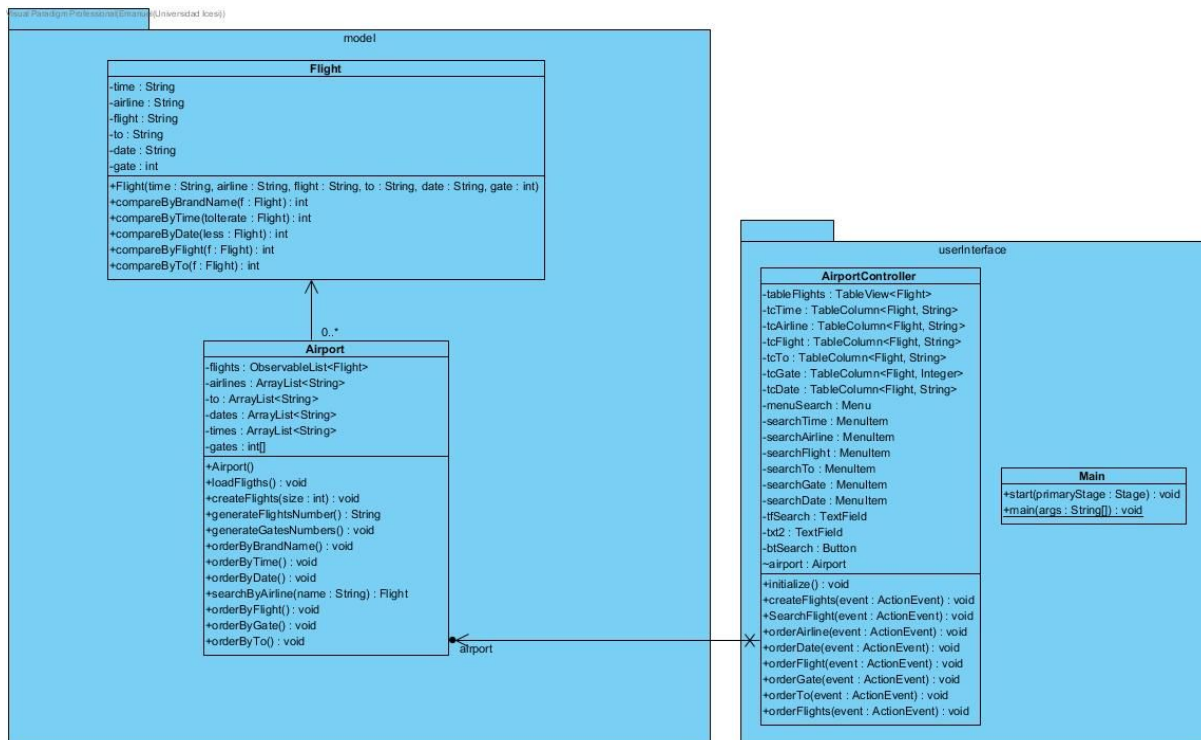 Visual Paradigm Professional(Emanuel(Universidad Icesi))
model
Flight
-time : String
-airline : String
-flight : String
-to : String
-date : String
-gate : int
+Flight(time : String, airline : String, flight : String, to : String, date : String, gate : int)
+compareByBrandName(f : Flight) : int
+compareByTime(toIterate : Flight) : int
+compareByDate(less : Flight) : int
+compareByFlight(f : Flight) : int
+compareByTo(f : Flight) : int
0..*
Airport
-flights : ObservableList<Flight>
-airlines : ArrayList<String>
-to : ArrayList<String>
-dates : ArrayList<String>
-times : ArrayList<String>
-gates : int[]
+Airport()
+loadFligths() : void
+createFlights(size : int) : void
+generateFlightsNumber() : String
+generateGatesNumbers() : void
+orderByBrandName() : void
+orderByTime() : void
+orderByDate() : void
+searchByAirline(name : String) : Flight
+orderByFlight() : void
+orderByGate() : void
+orderByTo() : void
airport
userInterface
AirportController
-tableFlights : TableView<Flight>
-tcTime : TableColumn<Flight, String>
-tcAirline : TableColumn<Flight, String>
-tcFlight : TableColumn<Flight, String>
-tcTo : TableColumn<Flight, String>
-tcGate : TableColumn<Flight, Integer>
-tcDate : TableColumn<Flight, String>
-menuSearch : Menu
-searchTime : MenuItem
-searchAirline : MenuItem
-searchFlight : MenuItem
-searchTo : MenuItem
-searchGate : MenuItem
-searchDate : MenuItem
-tfSearch : TextField
-txt2 : TextField
-btSearch : Button
~airport : Airport
+initialize() : void
+createFlights(event : ActionEvent) : void
+SearchFlight(event : ActionEvent) : void
+orderAirline(event : ActionEvent) : void
+orderDate(event : ActionEvent) : void
+orderFlight(event : ActionEvent) : void
+orderGate(event : ActionEvent) : void
+orderTo(event : ActionEvent) : void
+orderFlights(event : ActionEvent) : void
Main
+start(primaryStage : Stage) : void
+main(args : String[]) : void